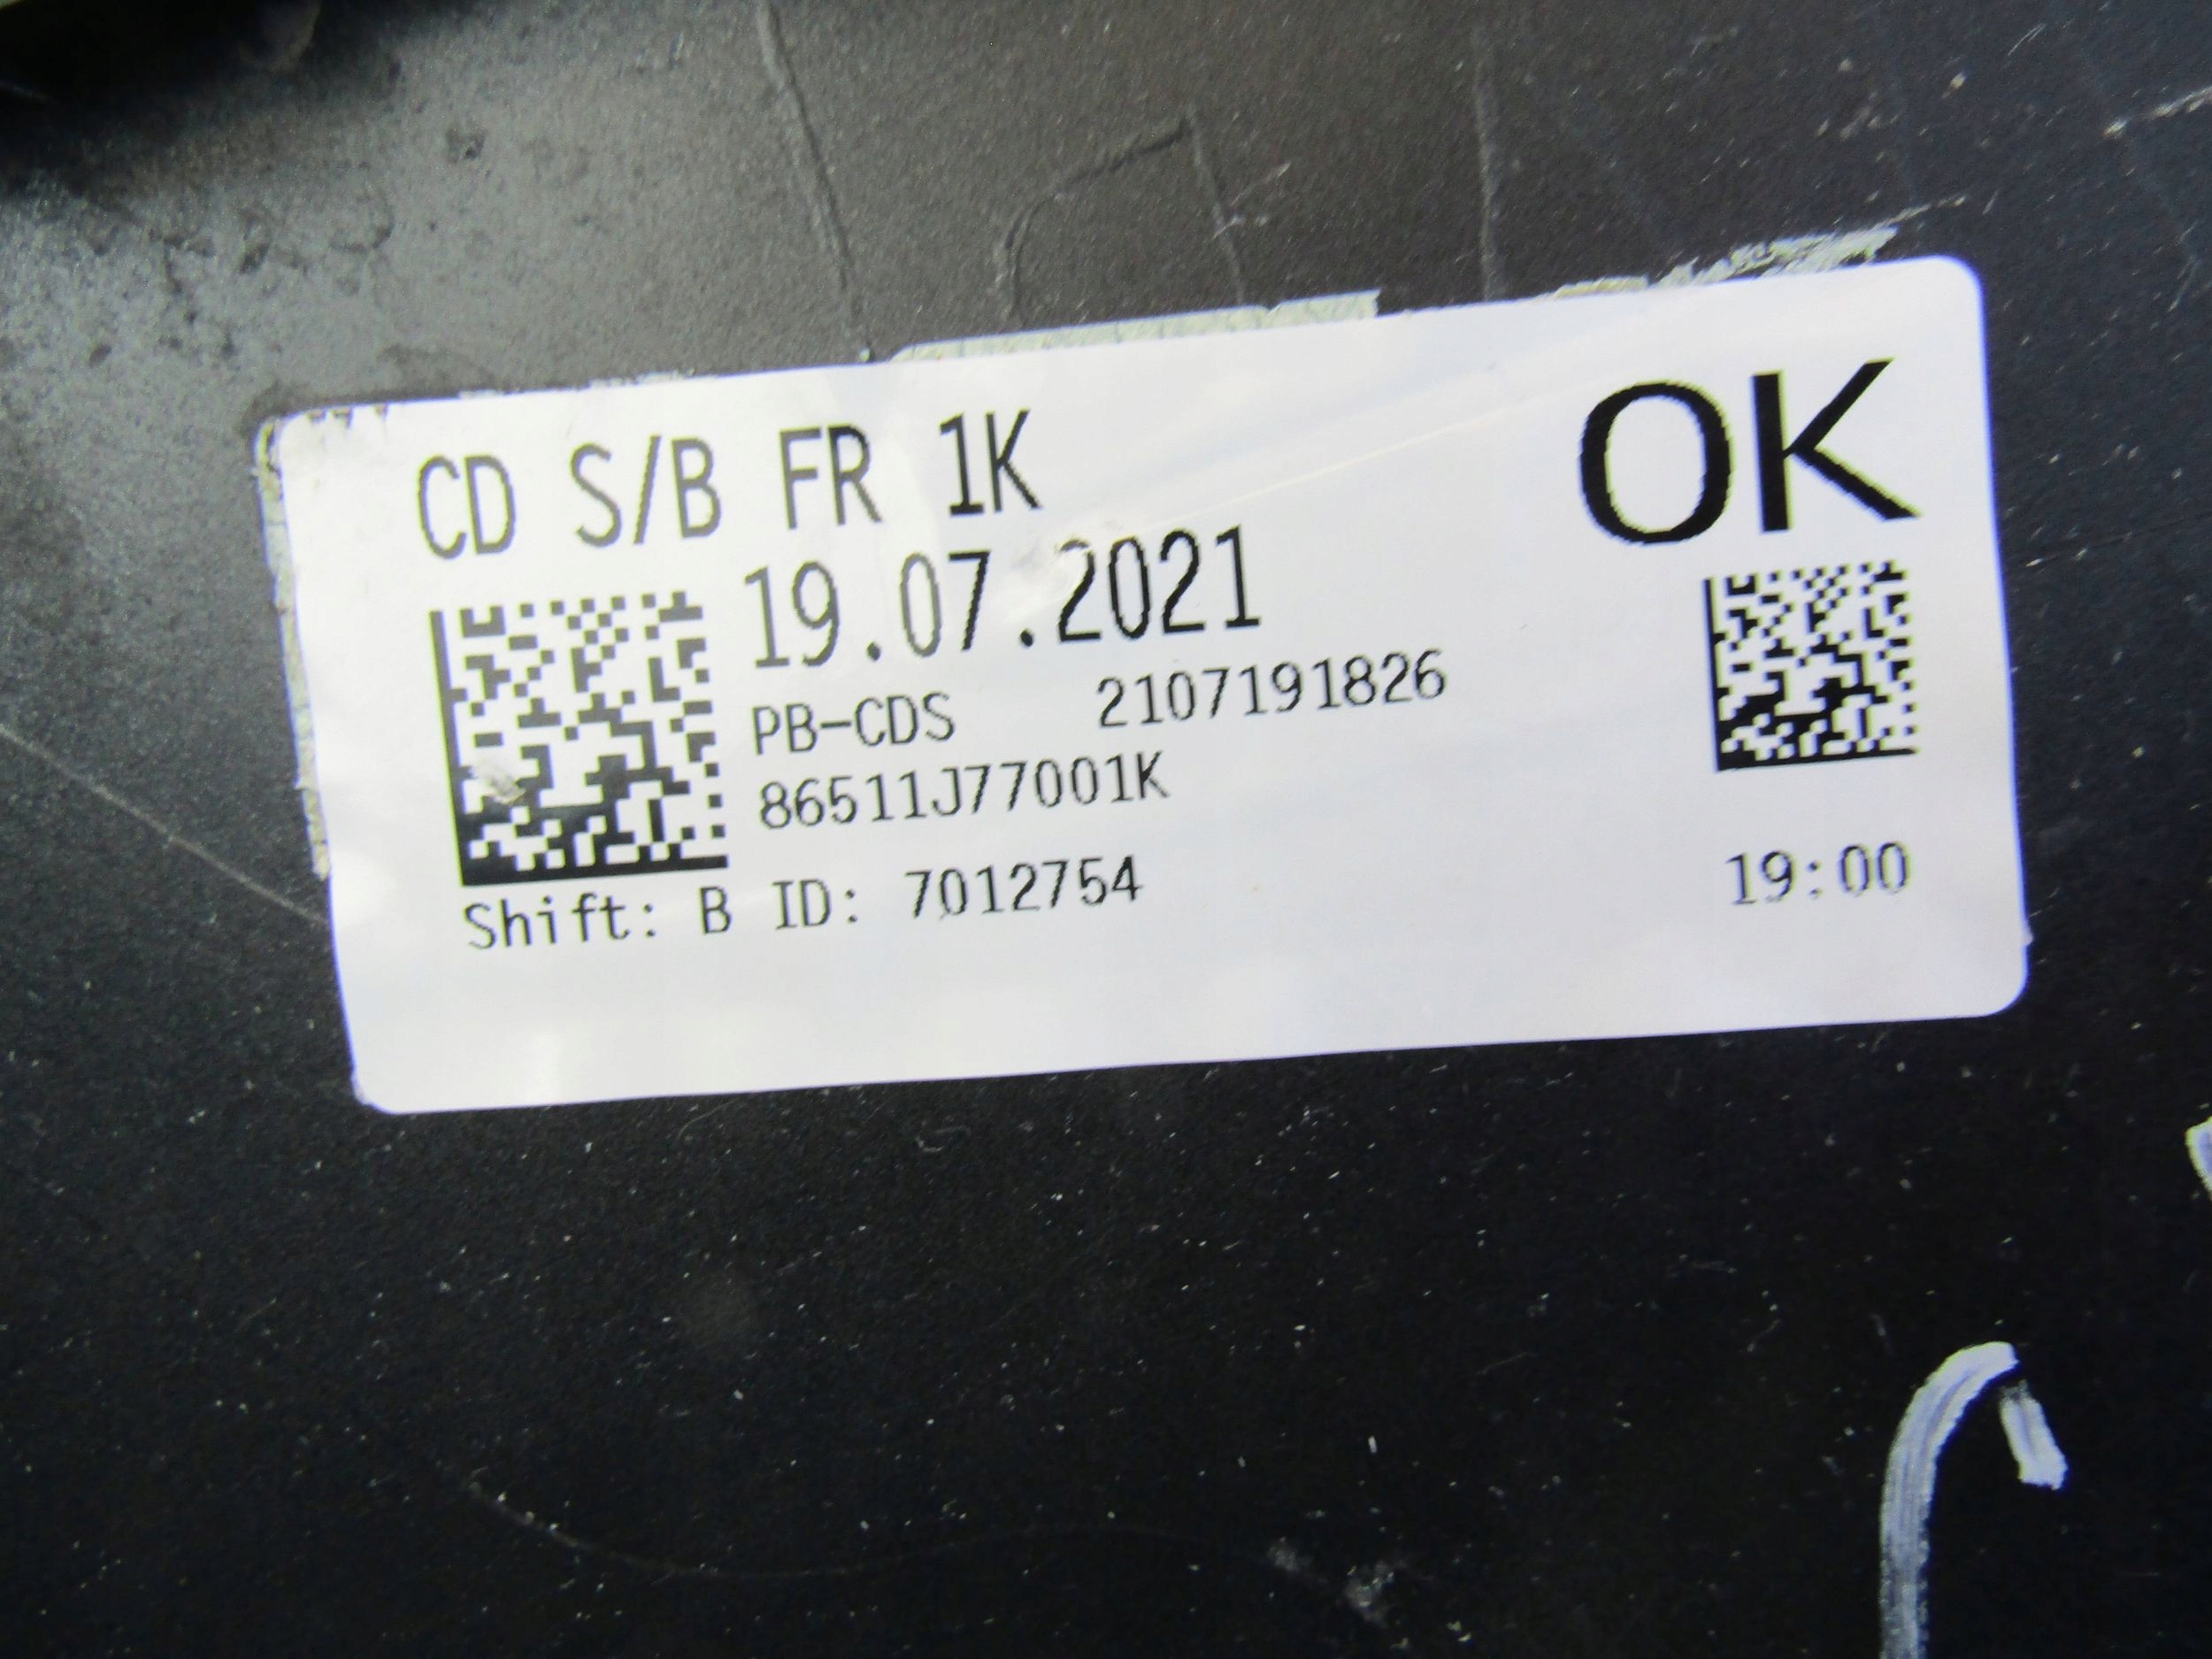 CD S/B FR 1K
OK
19.07.2021
PB-CDS 2107191826
86511J77001K
Shift: B ID: 7012754
19:00